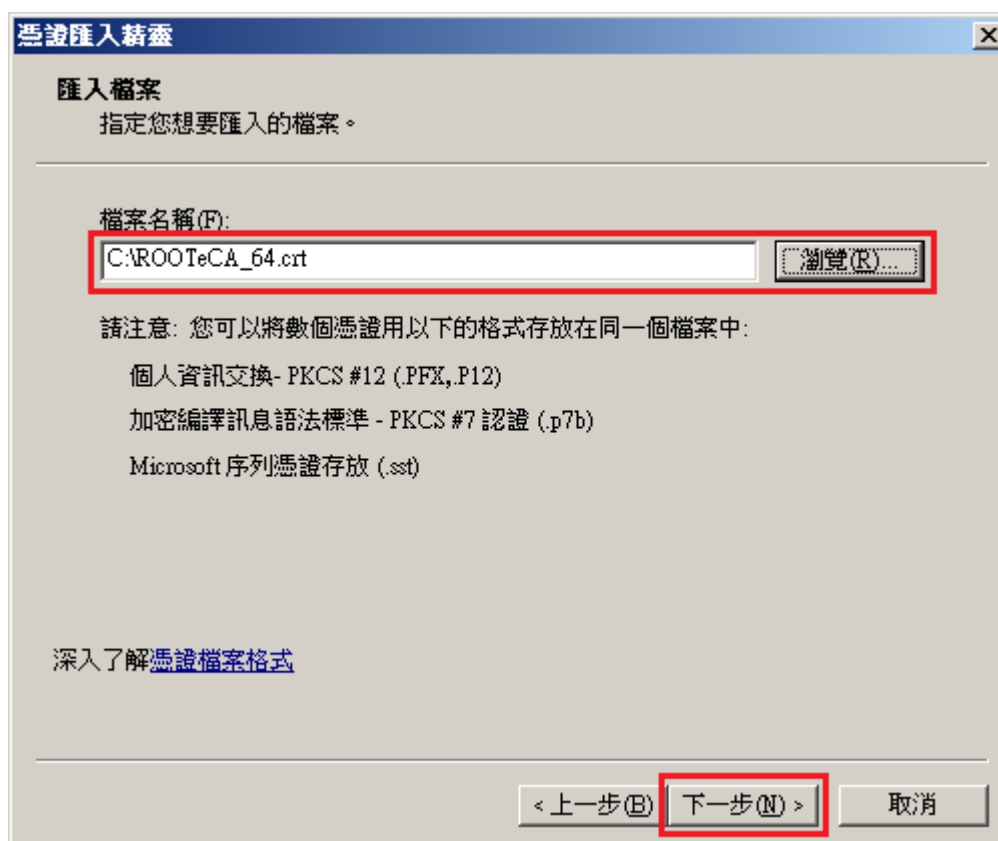 憑證匯入精靈
匯入檔案
指定您想要匯入的檔案。
檔案名稱(F):
C:\ROOTeCA_64.crt
瀏覽(R)...
請注意: 您可以將數個憑證用以下的格式存放在同一個檔案中:
個人資訊交換- PKCS #12 (.PFX,.P12)
加密編譯訊息語法標準 - PKCS #7 認證 (.p7b)
Microsoft 序列憑證存放 (.sst)
深入了解憑證檔案格式
< 上一步(B)
下一步(N) >
取消